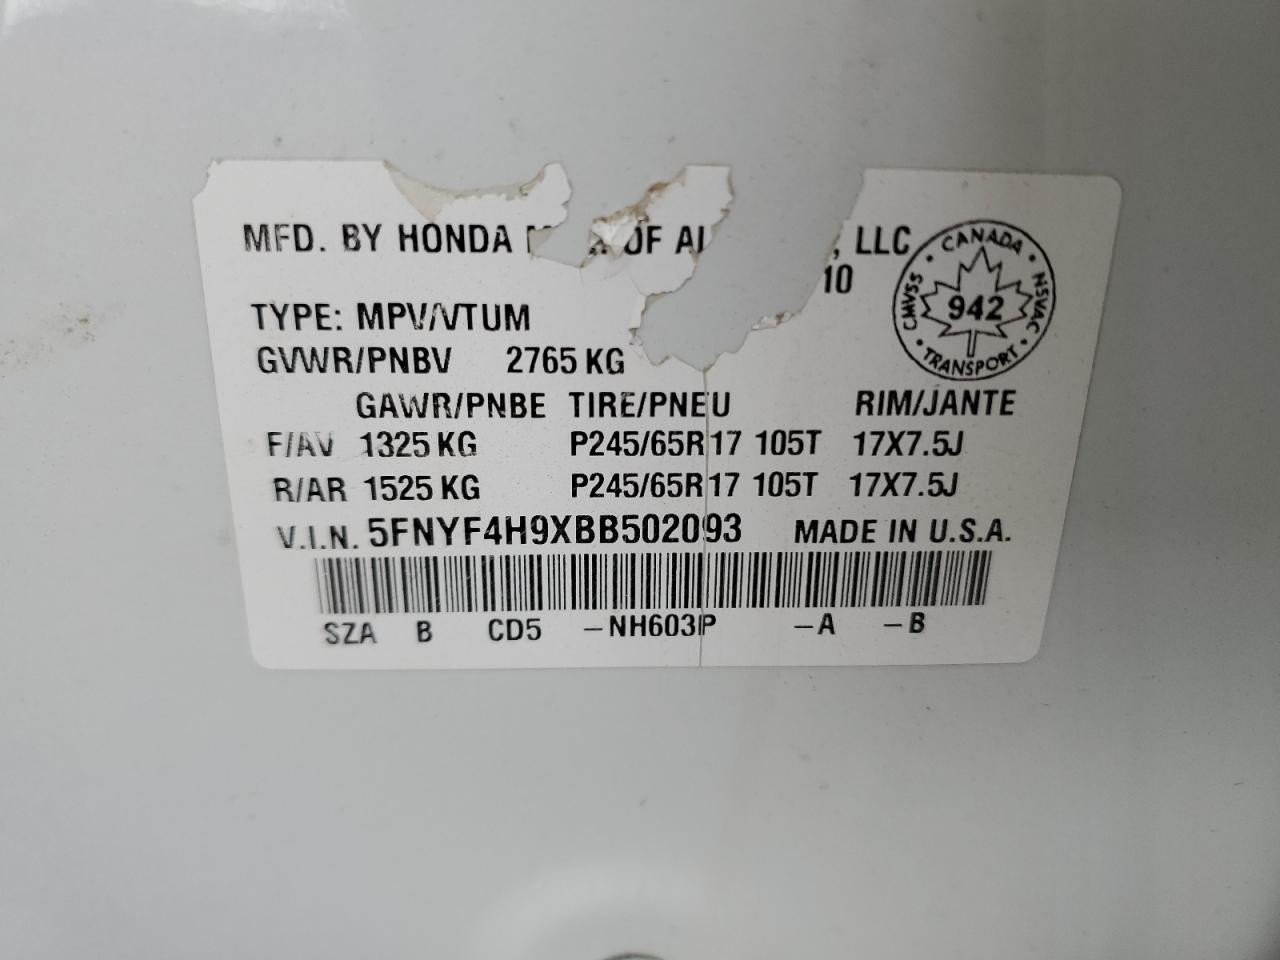 MFD. BY HONDA OF LLC
10
TYPE: MPV/VTUM
GVWR/PNBV 2765 KG
GAWR/PNBE TIRE/PNEU RIM/JANTE
F/AV 1325 KG P245/65R17 105T 17X7.5J
R/AR 1525 KG P245/65R17 105T 17X7.5J
V.I.N. 5FNYF4H9XBB502093 MADE IN U.S.A.
SZA B CD5 -NH603P -A -B
CANADA
CMVSS 942 NSVAC
TRANSPORT